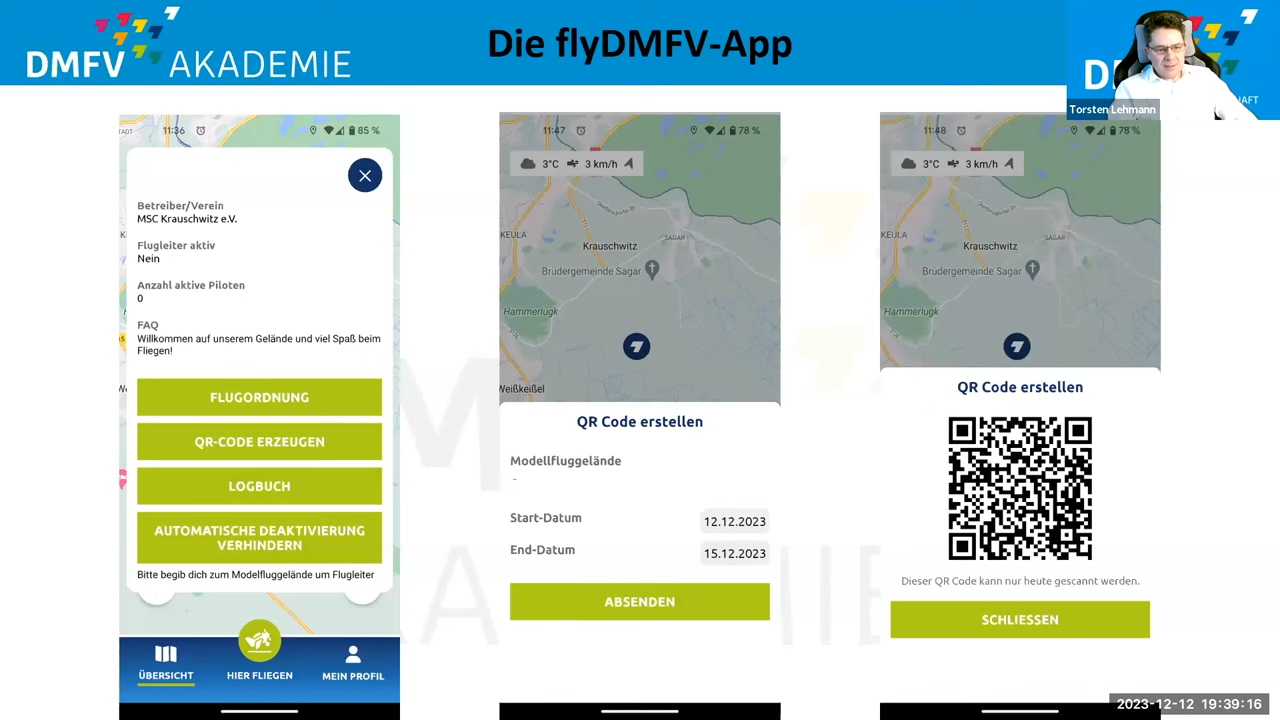 DMFV AKADEMIE
Die flyDMFV-App
Torsten Lehmann
11:36
85 %
Betreiber/Verein
MSC Krauschwitz e.V.
Flugleiter aktiv
Nein
Anzahl aktive Piloten
0
FAQ
Willkommen auf unserem Gelände und viel Spaß beim
Fliegen!
FLUGORDNUNG
QR-CODE ERZEUGEN
LOGBUCH
AUTOMATISCHE DEAKTIVIERUNG
VERHINDERN
Bitte begib dich zum Modelfluggelände um Flugleiter
ÜBERSICHT
HIER FLIEGEN
MEIN PROFIL
11:47
78 %
3°C
3 km/h
KEULA
SAGAR
Krauschwitz
Brüdergemeinde Sagar
Hammerlugk
Weißkeißel
QR Code erstellen
Modellfluggelände
-
Start-Datum
12.12.2023
End-Datum
15.12.2023
ABSENDEN
11:48
78 %
3°C
3 km/h
KEULA
SAGAR
Krauschwitz
Brüdergemeinde Sagar
Hammerlugk
QR Code erstellen
Dieser QR Code kann nur heute gescannt werden.
SCHLIESSEN
2023-12-12 19:39:16